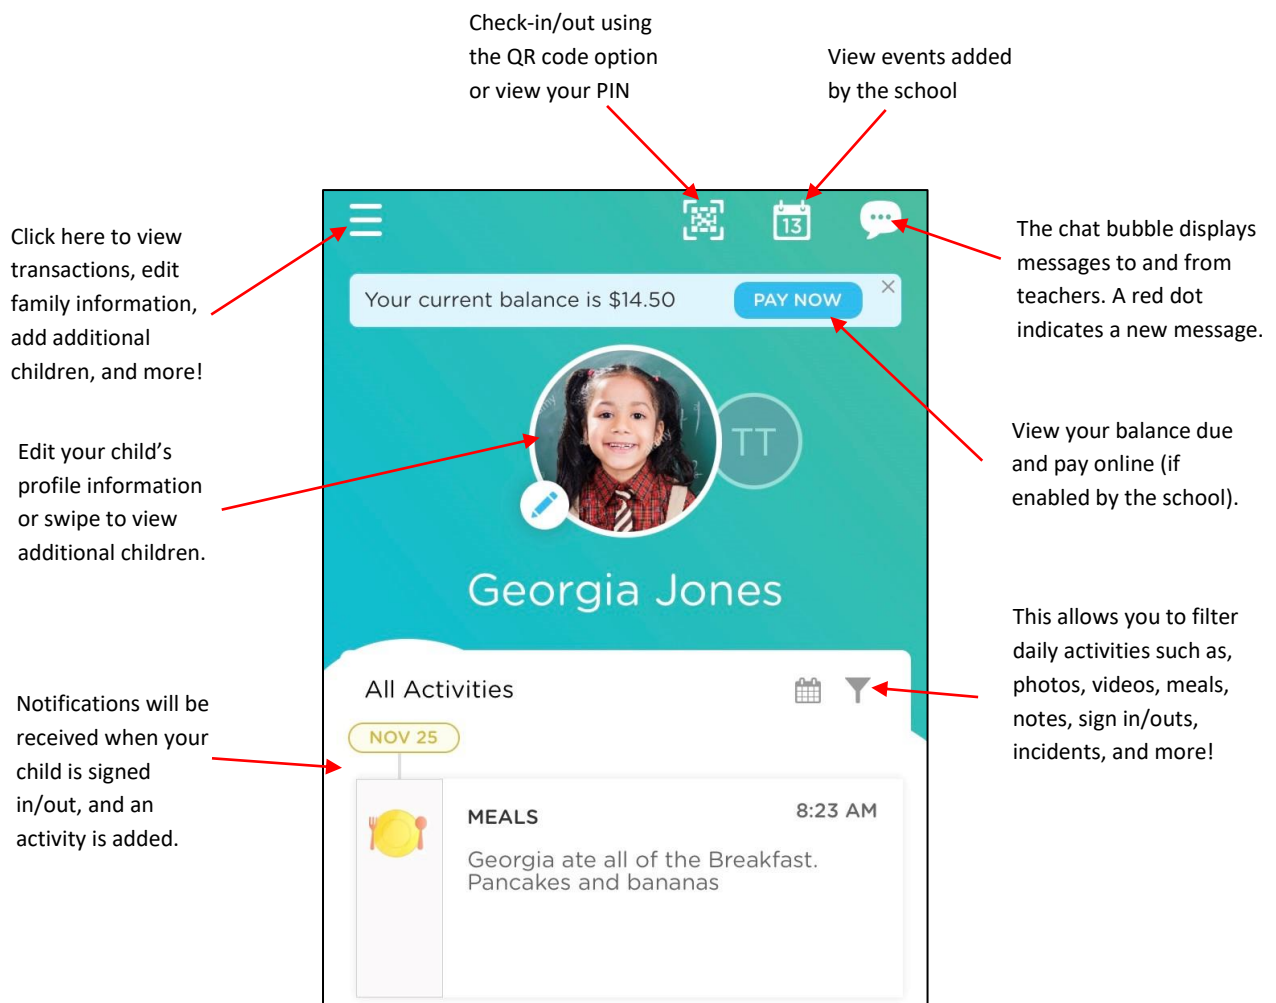 Check-in/out using
the QR code option
or view your PIN
View events added
by the school
Click here to view
transactions, edit
family information,
add additional
children, and more!
13
The chat bubble displays
messages to and from
teachers. A red dot
indicates a new message.
Your current balance is $14.50
PAY NOW
Edit your child’s
profile information
or swipe to view
additional children.
TT
View your balance due
and pay online (if
enabled by the school).
Georgia Jones
This allows you to filter
daily activities such as,
photos, videos, meals,
notes, sign in/outs,
incidents, and more!
Notifications will be
received when your
child is signed
in/out, and an
activity is added.
All Activities
NOV 25
MEALS
8:23 AM
Georgia ate all of the Breakfast.
Pancakes and bananas